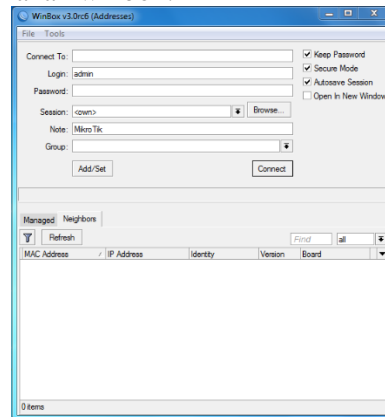 WinBox v3.0rc6 (Addresses)
File Tools
Connect To:
Keep Password
Login: admin
Secure Mode
Password:
Autosave Session
Open In New Window
Session: <own>
Browse...
Note: MikroTik
Group:
Add/Set
Connect
Managed Neighbors
Refresh
Find all
MAC Address / IP Address Identity Version Board
0 items